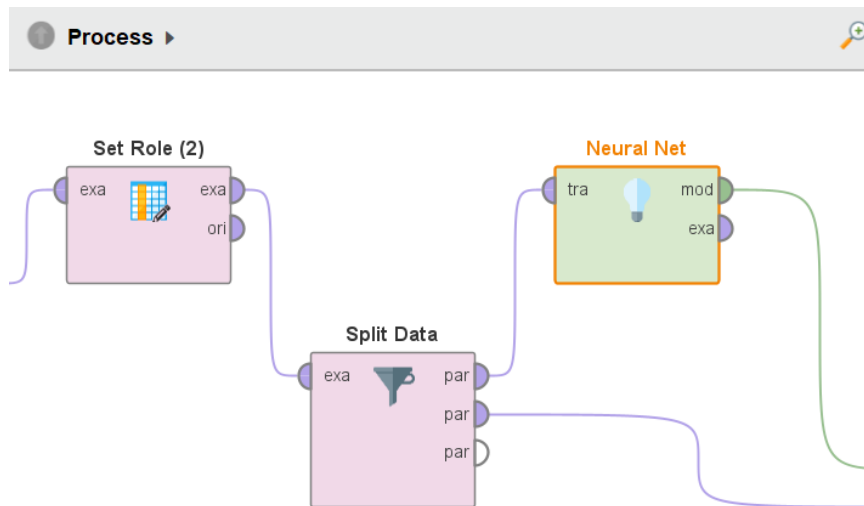 Process
Set Role (2)
exa exa
ori
Neural Net
tra mod
exa
Split Data
exa par
par
par